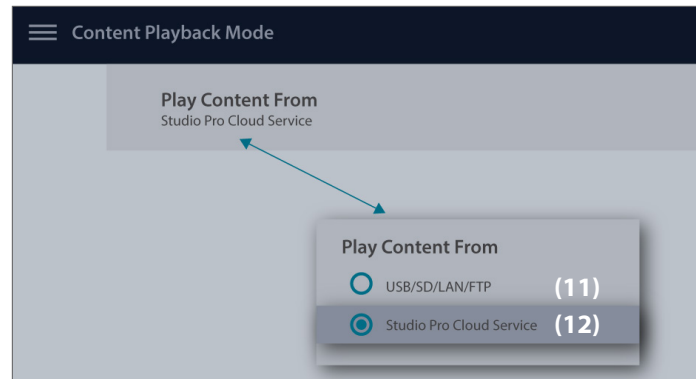 Content Playback Mode
Play Content From
Studio Pro Cloud Service
Play Content From
USB/SD/LAN/FTP (11)
Studio Pro Cloud Service (12)